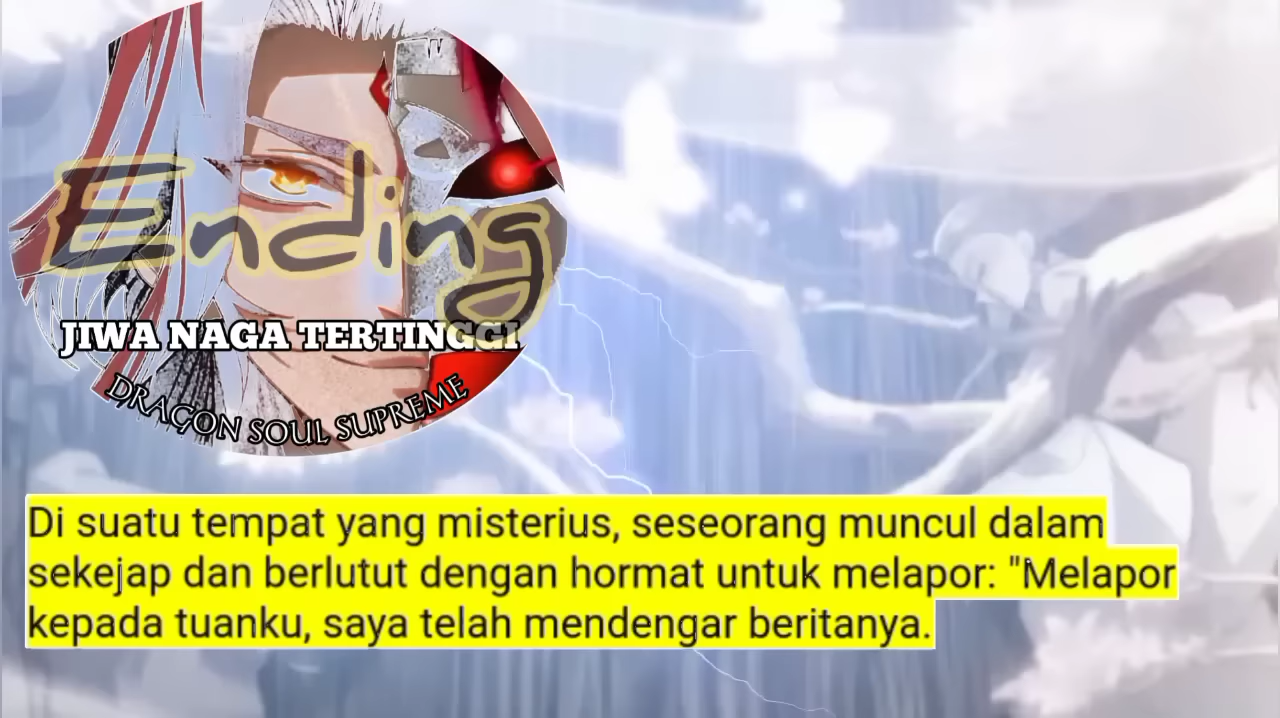 Ending
JIWA NAGA TERTINGGI
DRAGON SOUL SUPREME
Di suatu tempat yang misterius, seseorang muncul dalam
sekejap dan berlutut dengan hormat untuk melapor: "Melapor
kepada tuanku, saya telah mendengar beritanya.